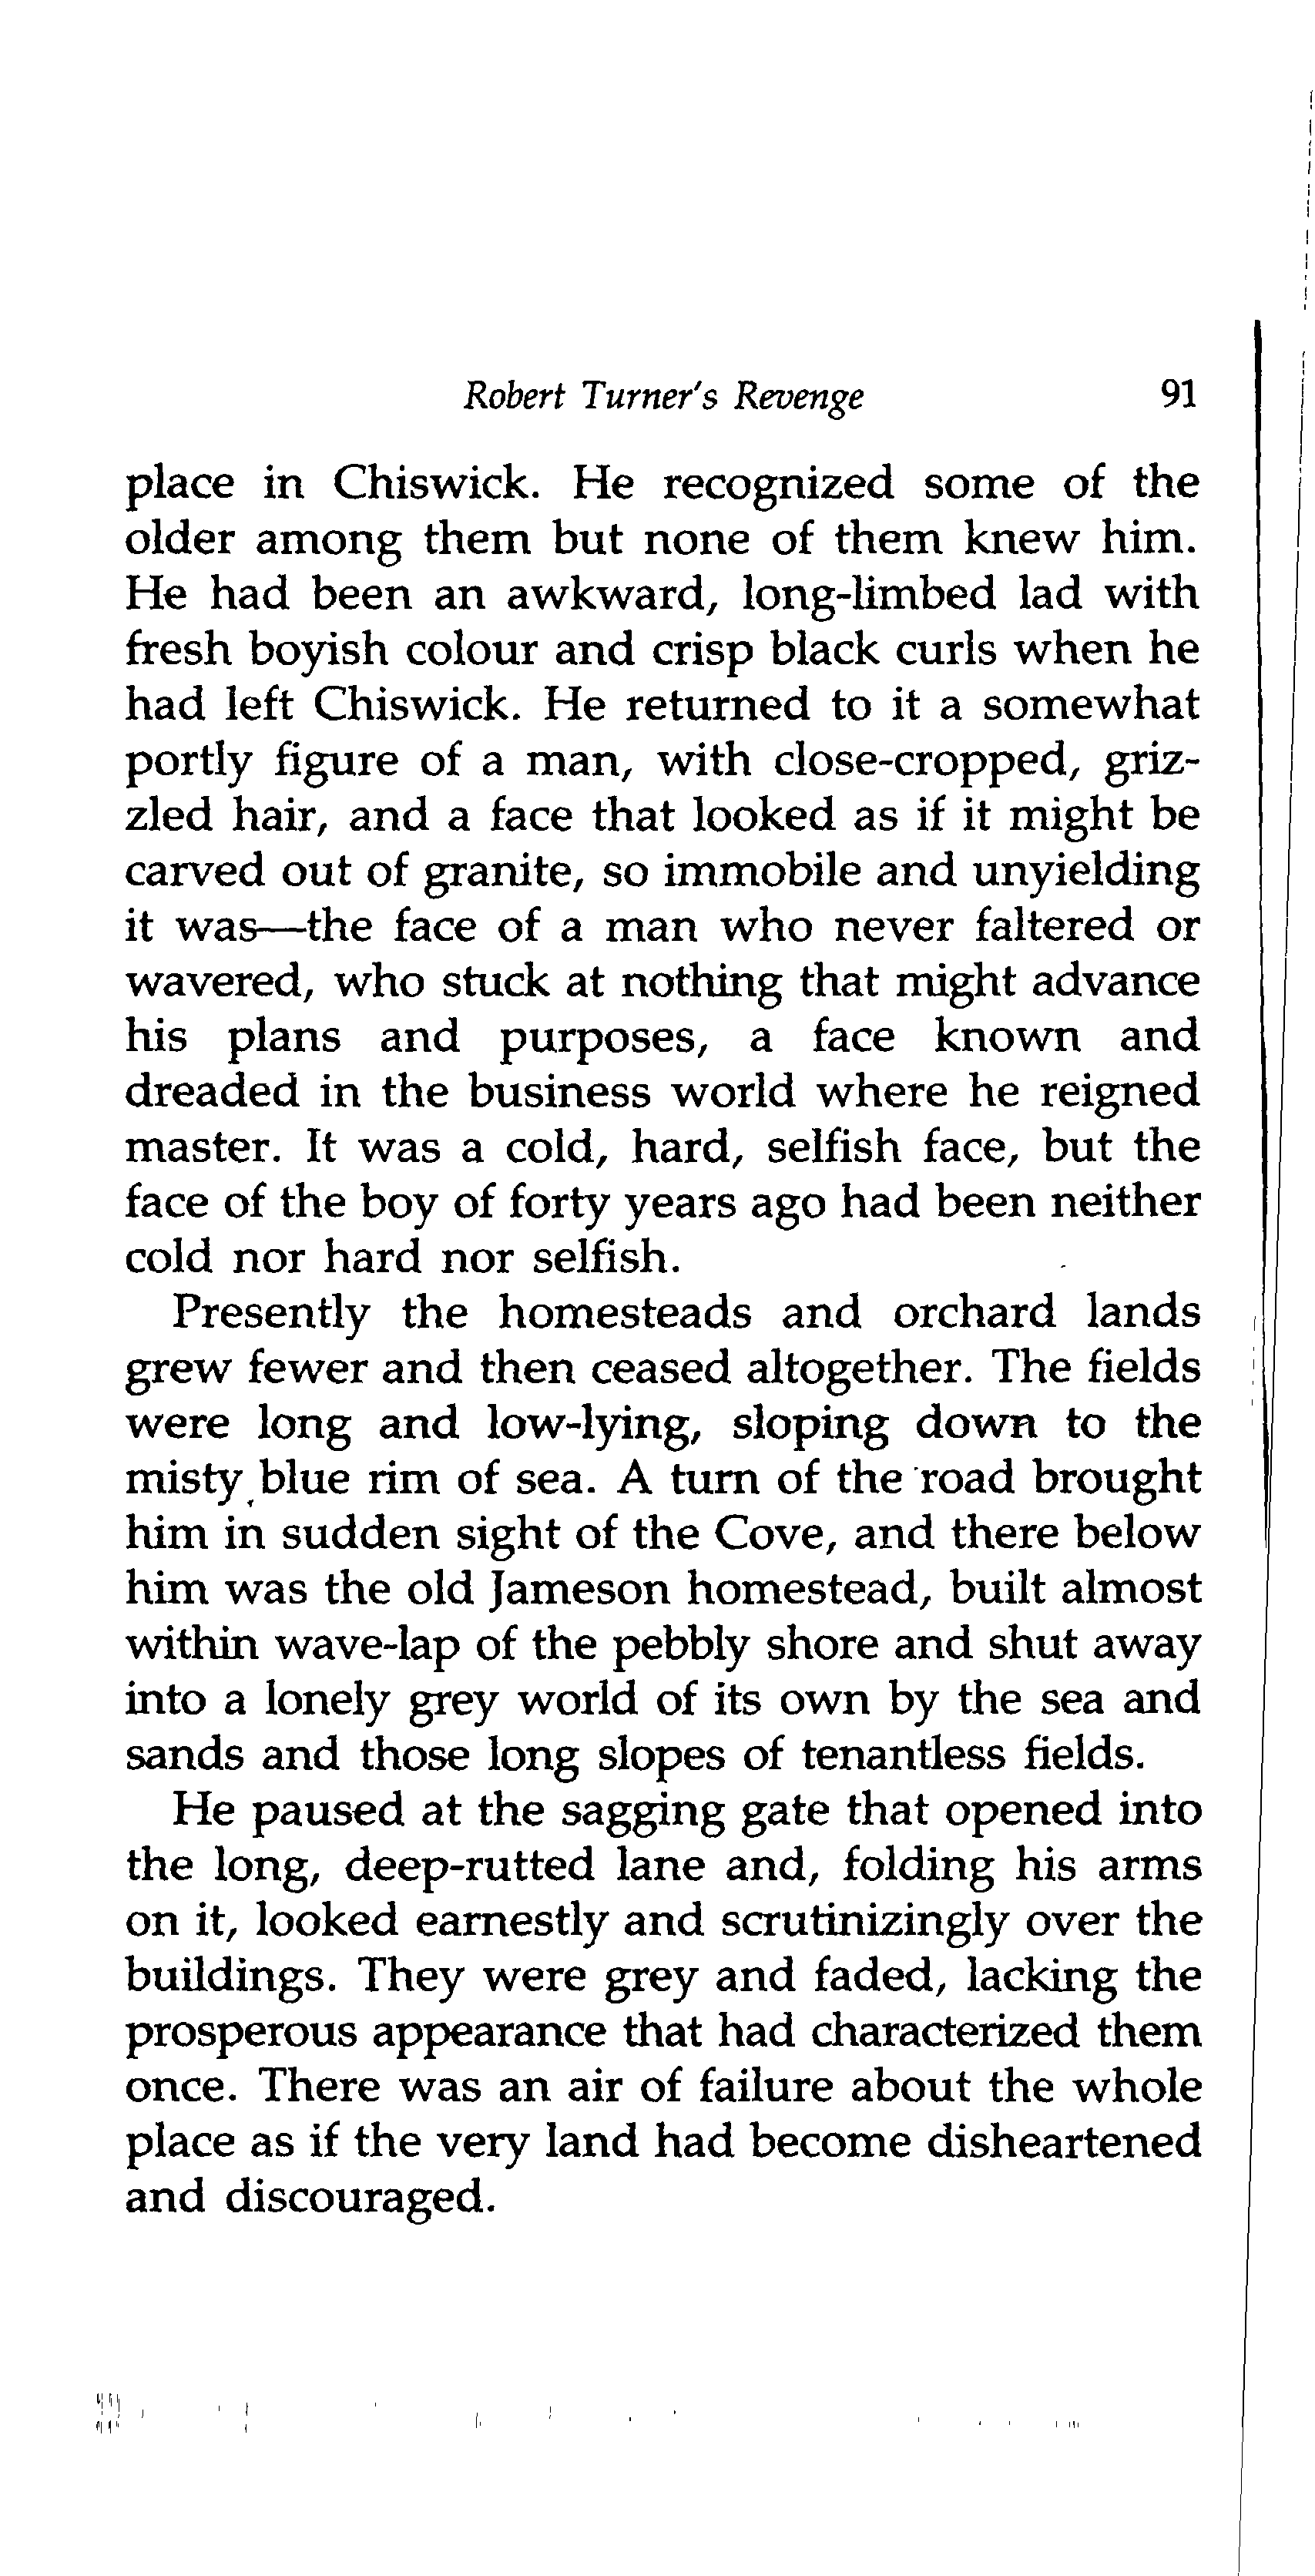 Robert Turner's Revenge 91
place in Chiswick. He recognized some of the
older among them but none of them knew him.
He had been an awkward, long-limbed lad with
fresh boyish colour and crisp black curls when he
had left Chiswick. He returned to it a somewhat
portly figure of a man, with close-cropped, griz-
zled hair, and a face that looked as if it might be
carved out of granite, so immobile and unyielding
it was—the face of a man who never faltered or
wavered, who stuck at nothing that might advance
his plans and purposes, a face known and
dreaded in the business world where he reigned
master. It was a cold, hard, selfish face, but the
face of the boy of forty years ago had been neither
cold nor hard nor selfish.
Presently the homesteads and orchard lands
grew fewer and then ceased altogether. The fields
were long and low-lying, sloping down to the
misty blue rim of sea. A turn of the road brought
him in sudden sight of the Cove, and there below
him was the old Jameson homestead, built almost
within wave-lap of the pebbly shore and shut away
into a lonely grey world of its own by the sea and
sands and those long slopes of tenantless fields.
He paused at the sagging gate that opened into
the long, deep-rutted lane and, folding his arms
on it, looked earnestly and scrutinizingly over the
buildings. They were grey and faded, lacking the
prosperous appearance that had characterized them
once. There was an air of failure about the whole
place as if the very land had become disheartened
and discouraged.